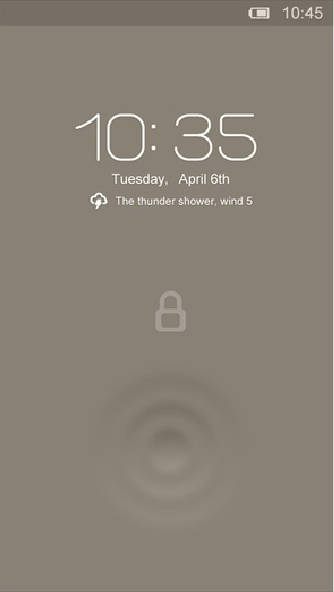 10:45
10:35
Tuesday, April 6th
The thunder shower, wind 5